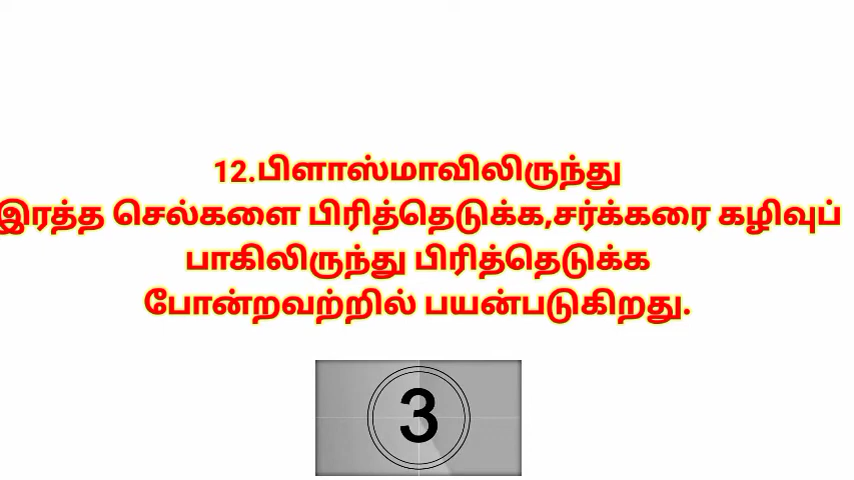 12.பிளாஸ்மாவிலிருந்து
இரத்த செல்களை பிரித்தெடுக்க,சர்க்கரை கழிவுப்
பாகிலிருந்து பிரித்தெடுக்க
போன்றவற்றில் பயன்படுகிறது.
3